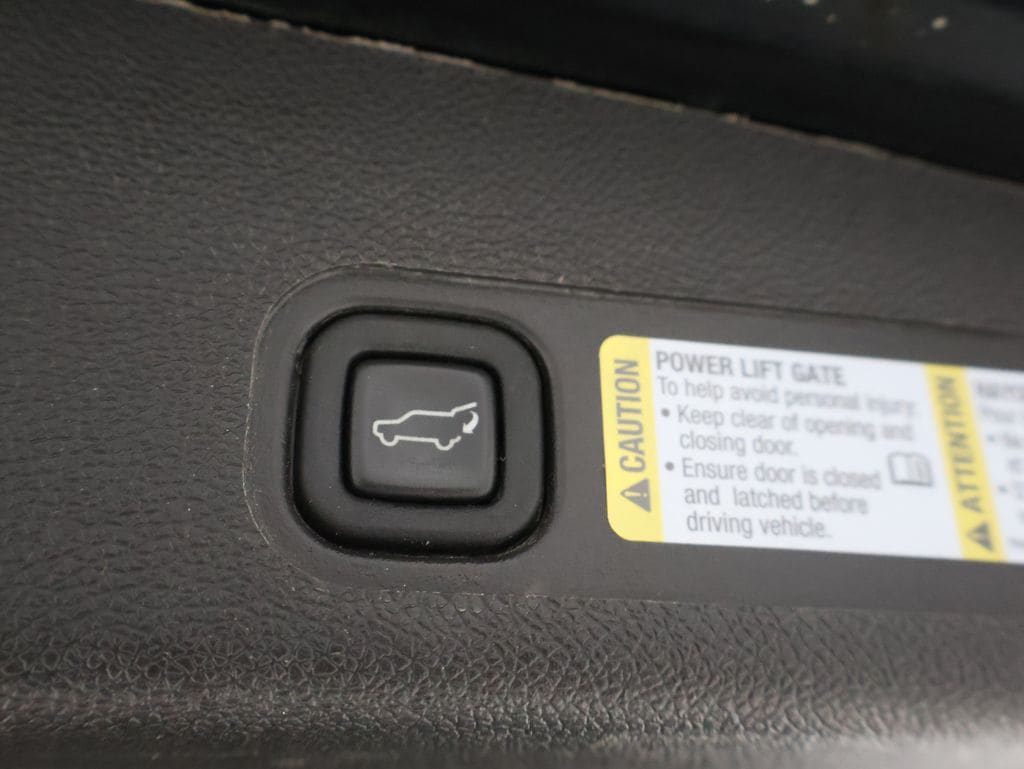 CAUTION
POWER LIFT GATE
To help avoid personal injury:
• Keep clear of opening and
closing door.
• Ensure door is closed
and latched before
driving vehicle.
ATTENTION